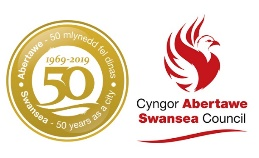 Abertawe - 50 mlynedd fel dinas
1969-2019
50
Swansea - 50 years as a city
Cyngor Abertawe
Swansea Council